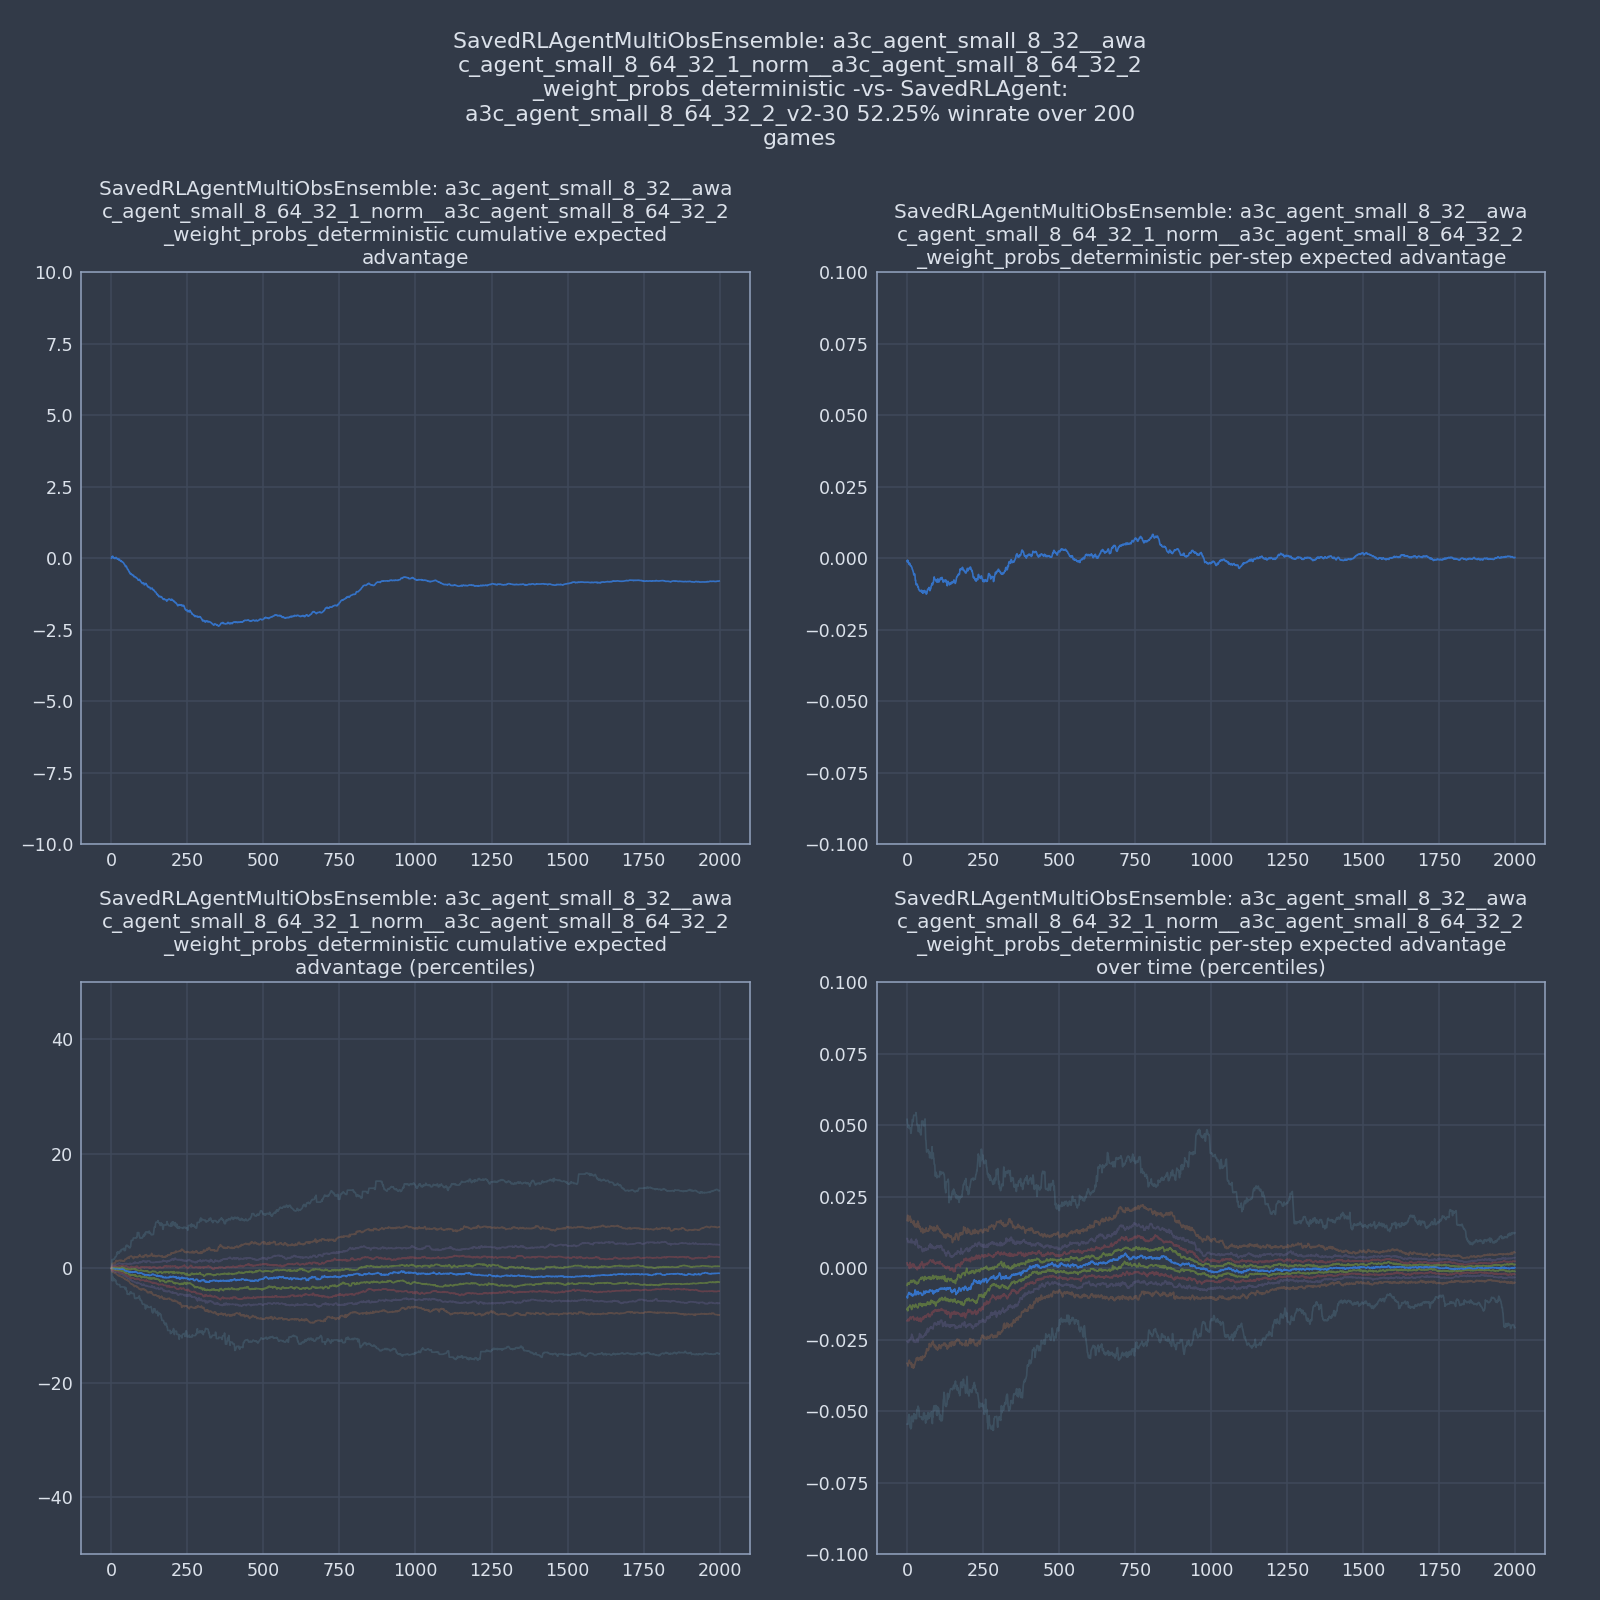 SavedRLAgentMultiObsEnsemble: a3c_agent_small_8_32__awa
c_agent_small_8_64_32_1_norm__a3c_agent_small_8_64_32_2
_weight_probs_deterministic -vs- SavedRLAgent:
a3c_agent_small_8_64_32_2_v2-30 52.25% winrate over 200
games
SavedRLAgentMultiObsEnsemble: a3c_agent_small_8_32__awa
c_agent_small_8_64_32_1_norm__a3c_agent_small_8_64_32_2
_weight_probs_deterministic cumulative expected
advantage
10.0
7.5
5.0
2.5
0.0
−2.5
−5.0
−7.5
−10.0
0 250 500 750 1000 1250 1500 1750 2000
SavedRLAgentMultiObsEnsemble: a3c_agent_small_8_32__awa
c_agent_small_8_64_32_1_norm__a3c_agent_small_8_64_32_2
_weight_probs_deterministic per-step expected advantage
0.100
0.075
0.050
0.025
0.000
−0.025
−0.050
−0.075
−0.100
0 250 500 750 1000 1250 1500 1750 2000
SavedRLAgentMultiObsEnsemble: a3c_agent_small_8_32__awa
c_agent_small_8_64_32_1_norm__a3c_agent_small_8_64_32_2
_weight_probs_deterministic cumulative expected
advantage (percentiles)
40
20
0
−20
−40
0 250 500 750 1000 1250 1500 1750 2000
SavedRLAgentMultiObsEnsemble: a3c_agent_small_8_32__awa
c_agent_small_8_64_32_1_norm__a3c_agent_small_8_64_32_2
_weight_probs_deterministic per-step expected advantage
over time (percentiles)
0.100
0.075
0.050
0.025
0.000
−0.025
−0.050
−0.075
−0.100
0 250 500 750 1000 1250 1500 1750 2000